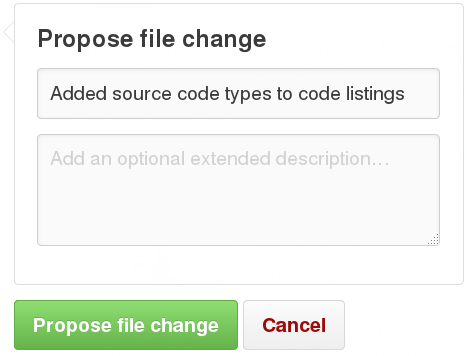 Propose file change
Added source code types to code listings
Add an optional extended description…
Propose file change
Cancel